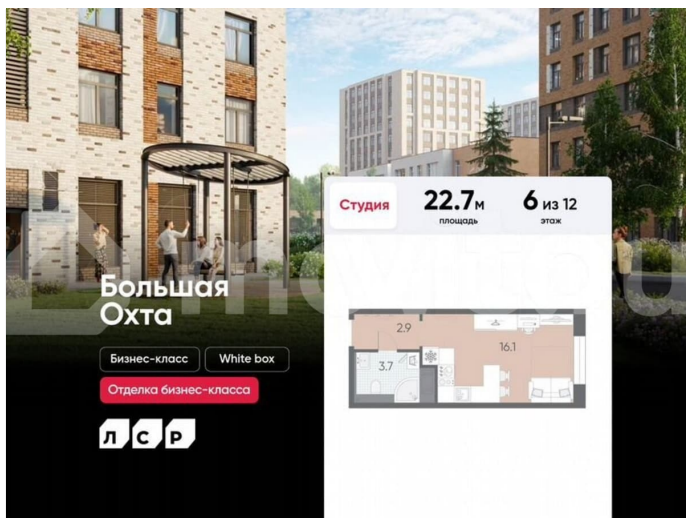 Студия
22.7м
площадь
6 из 12
этаж
Большая
Охта
Бизнес-класс
White box
Отделка бизнес-класса
ЛСР
2.9
3.7
16.1